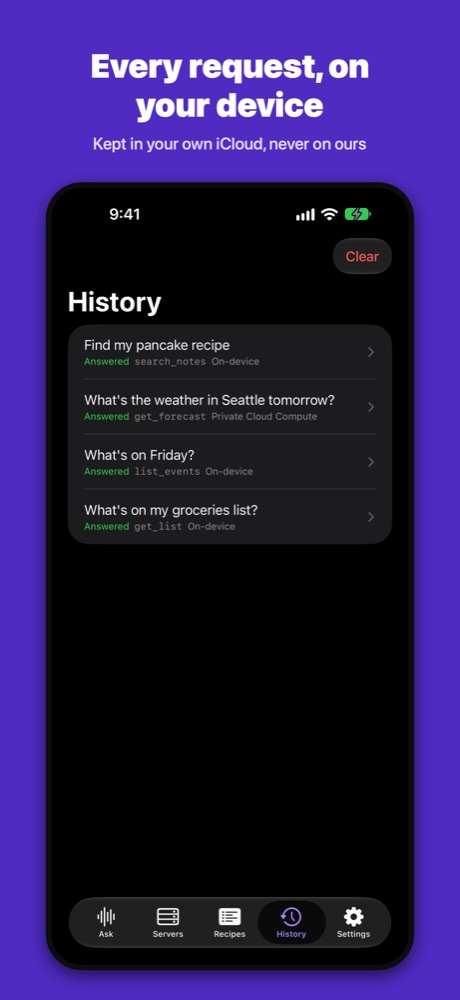 Every request, on
your device
Kept in your own iCloud, never on ours
9:41
Clear
History
Find my pancake recipe
Answered search_notes On-device
What's the weather in Seattle tomorrow?
Answered get_forecast Private Cloud Compute
What's on Friday?
Answered list_events On-device
What's on my groceries list?
Answered get_list On-device
Ask Servers Recipes History Settings